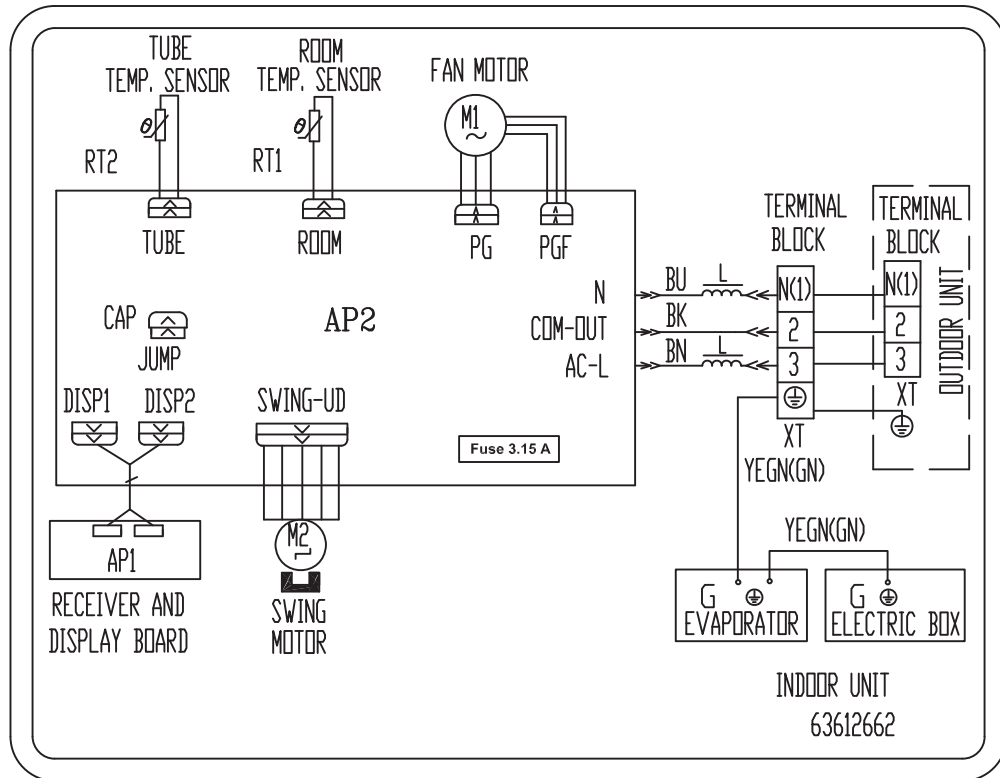 TUBE
TEMP. SENSOR
ROOM
TEMP. SENSOR
FAN MOTOR
θ
θ
M1
~
RT2
RT1
TUBE
ROOM
PG
PGF
TERMINAL
BLOCK
TERMINAL
BLOCK
OUTDOOR UNIT
CAP
JUMP
AP2
N
COM-OUT
AC-L
BU
L
BK
BN
L
N(1)
2
3
N(1)
2
3
XT
XT
YEGN(GN)
DISP1
DISP2
SWING-UD
Fuse 3.15 A
AP1
RECEIVER AND
DISPLAY BOARD
M2
SWING
MOTOR
YEGN(GN)
G
EVAPORATOR
G
ELECTRIC BOX
INDOOR UNIT
63612662